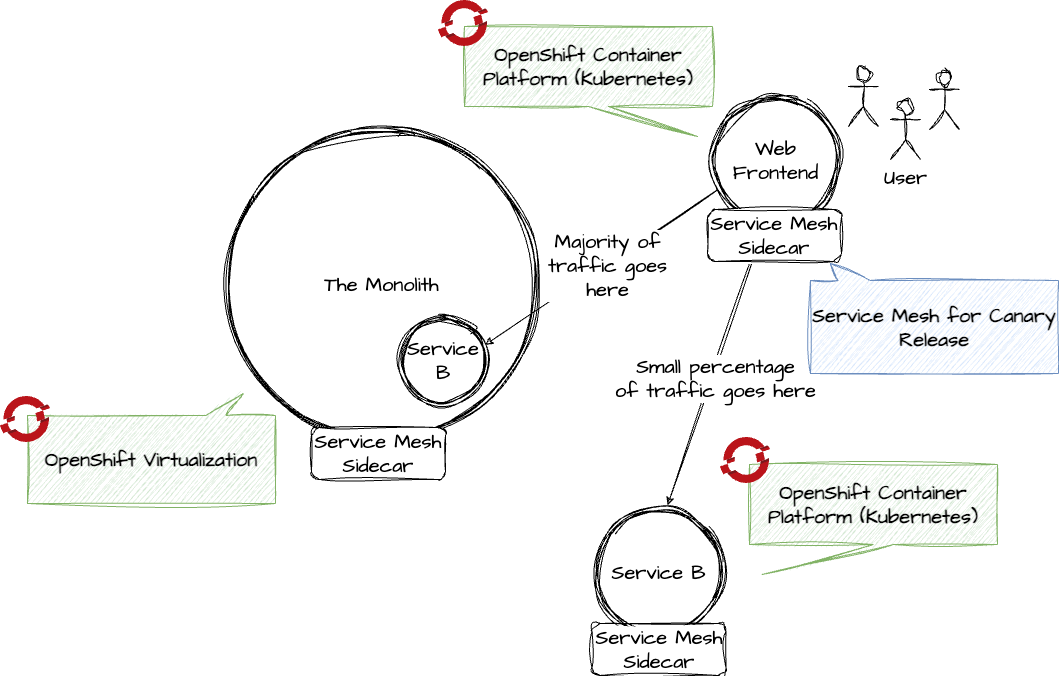 OpenShift Container
Platform (Kubernetes)
Web
Frontend
User
Service Mesh
Sidecar
Majority of
traffic goes
here
The Monolith
Service Mesh for Canary
Release
Service
B
Small percentage
of traffic goes here
Service Mesh
Sidecar
OpenShift Virtualization
OpenShift Container
Platform (Kubernetes)
Service B
Service Mesh
Sidecar